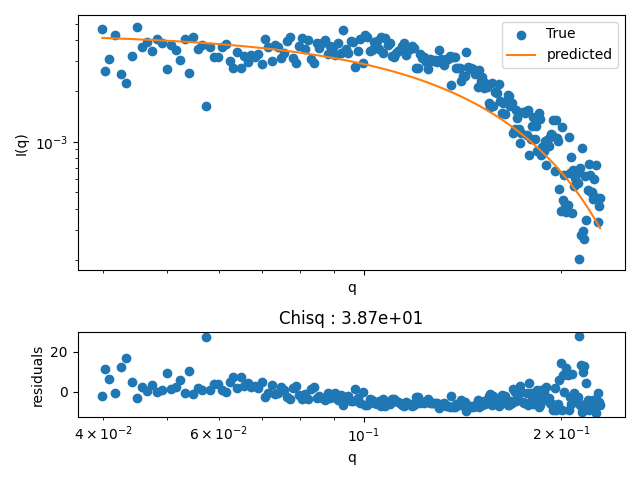 True
predicted
I(q)
10⁻³
q
Chisq : 3.87e+01
residuals
20
0
4 × 10⁻²
6 × 10⁻²
10⁻¹
2 × 10⁻¹
q